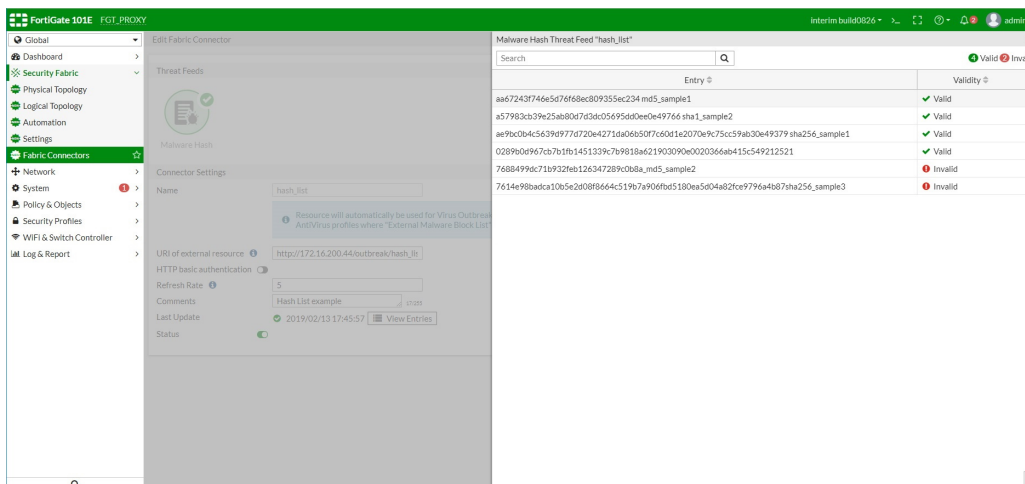 FortiGate 101E FGT_PROXY
interim build0826
2
admin
Global
Dashboard
Security Fabric
Physical Topology
Logical Topology
Automation
Settings
Fabric Connectors
Network
System 1
Policy & Objects
Security Profiles
WiFi & Switch Controller
Log & Report
Edit Fabric Connector
Threat Feeds
Malware Hash
Connector Settings
Name hash_list
Resource will automatically be used for Virus Outbreak
AntiVirus profiles where "External Malware Block List"
URI of external resource http://172.16.200.44/outbreak/hash_lis
HTTP basic authentication
Refresh Rate 5
Comments Hash List example 17/255
Last Update 2019/02/13 17:45:57 View Entries
Status
Malware Hash Threat Feed "hash_list"
Search
4 Valid 2 Inva
Entry Validity
aa67243f746e5d76f68ec809355ec234 md5_sample1 Valid
a57983cb39e25ab80d7d3dc05695dd0ee0e49766 sha1_sample2 Valid
ae9bc0b4c5639d977d720e4271da06b50f7c60d1e2070e9c75cc59ab30e49379 sha256_sample1 Valid
0289b0d967cb7b1fb1451339c7b9818a621903090e0020366ab415c549212521 Valid
7688499dc71b932feb126347289c0b8a_md5_sample2 Invalid
7614e98badca10b5e2d08f8664c519b7a906fbd5180ea5d04a82fce9796a4b87sha256_sample3 Invalid